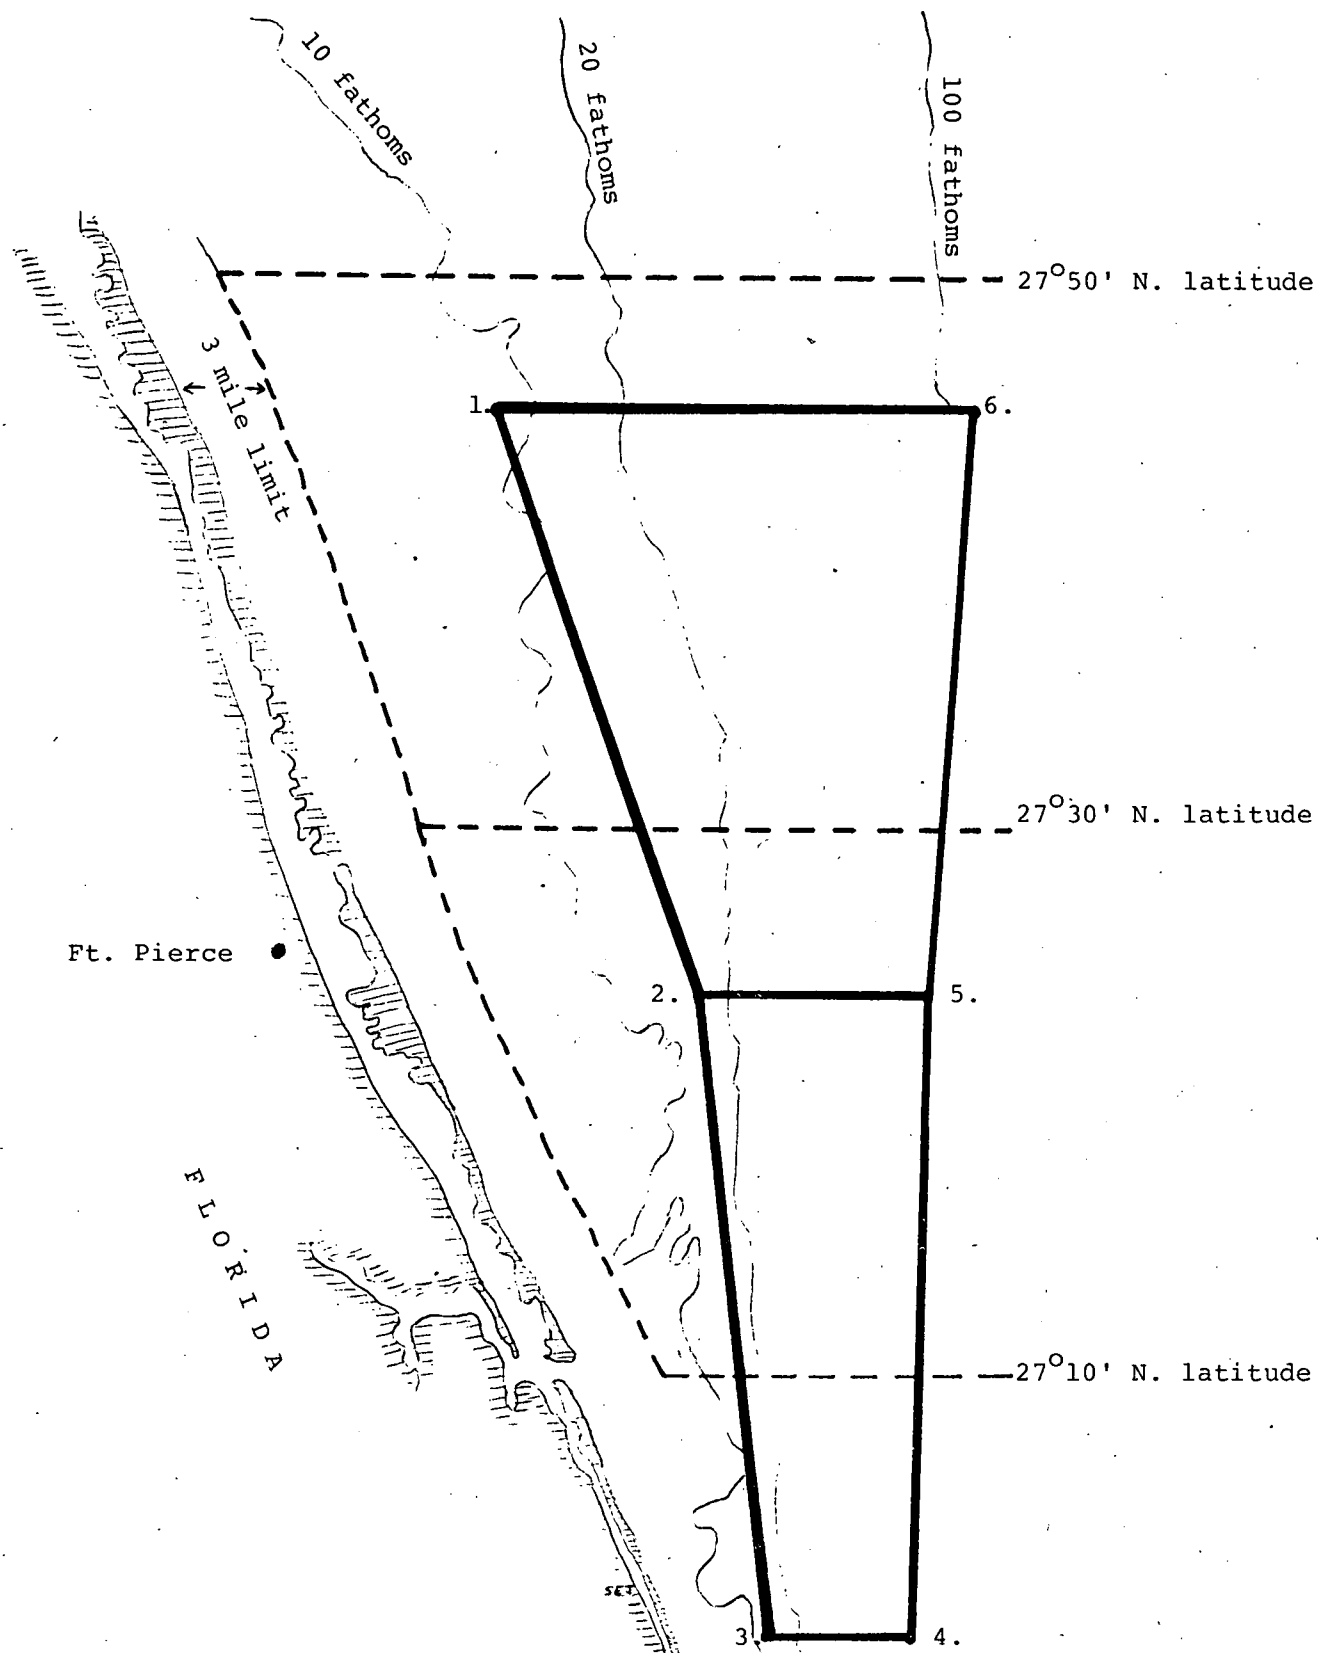 10 fathoms
20 fathoms
100 fathoms
27°50' N. latitude
3 mile limit
1.
6.
27°30' N. latitude
Ft. Pierce
2.
5.
FLORIDA
27°10' N. latitude
SEJ
3.
4.